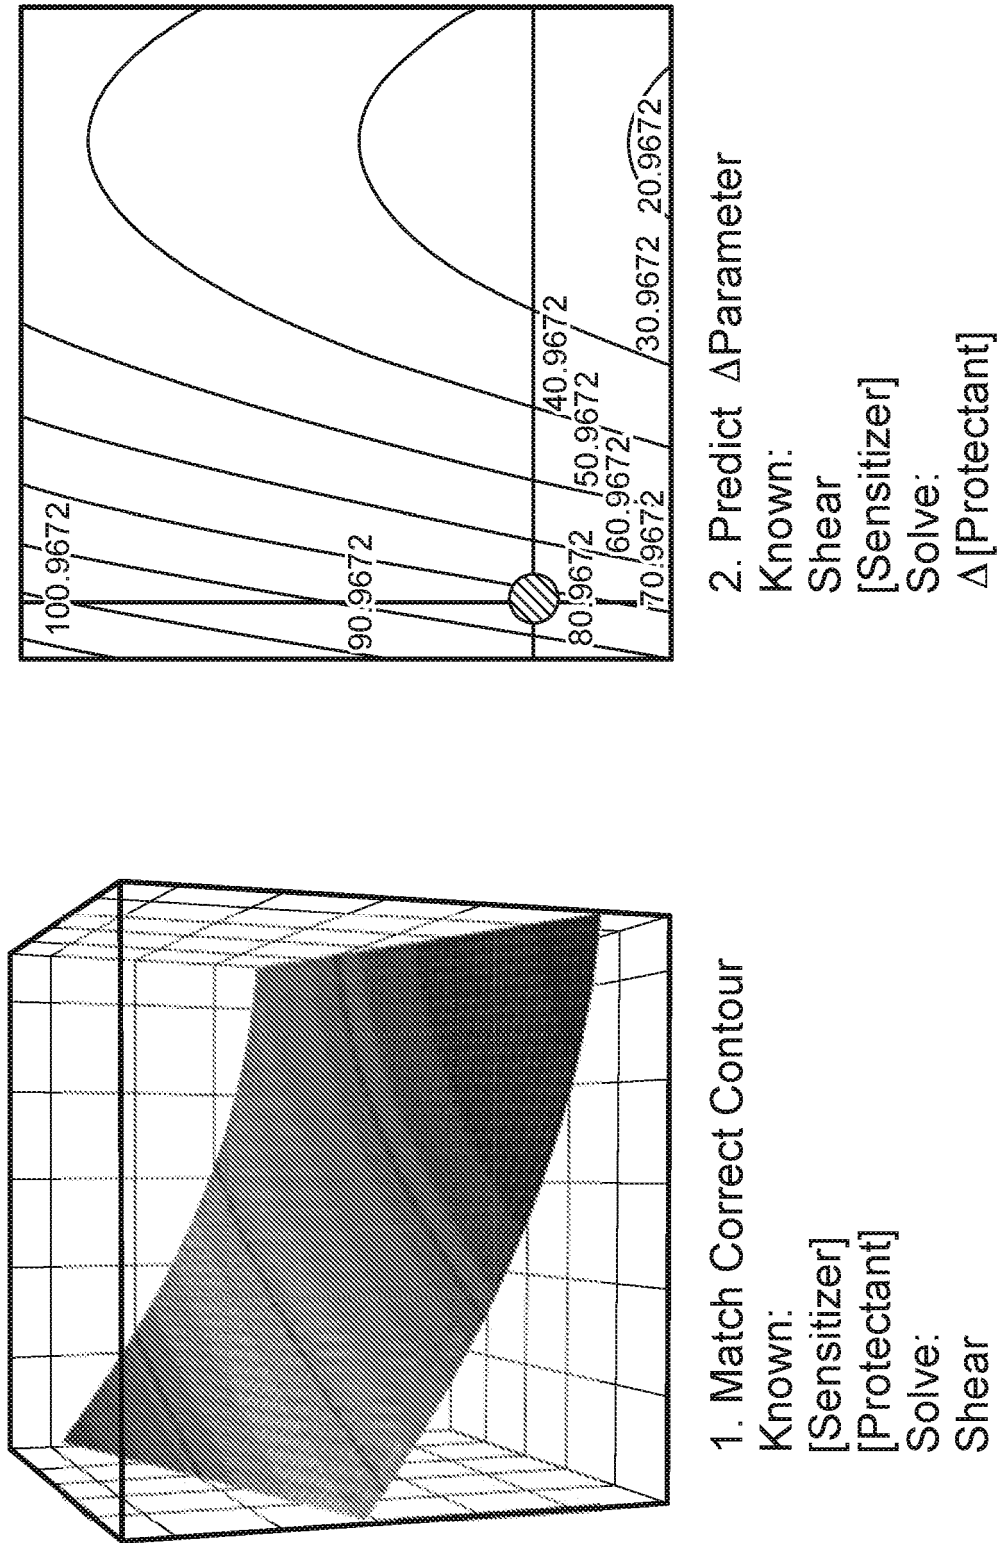 1. Match Correct Contour
Known:
[Sensitizer]
[Protectant]
Solve:
Shear
100.9672
90.9672
80.9672
70.9672
60.9672
50.9672
40.9672
30.9672
20.9672
2. Predict ΔParameter
Known:
Shear
[Sensitizer]
Solve:
Δ[Protectant]